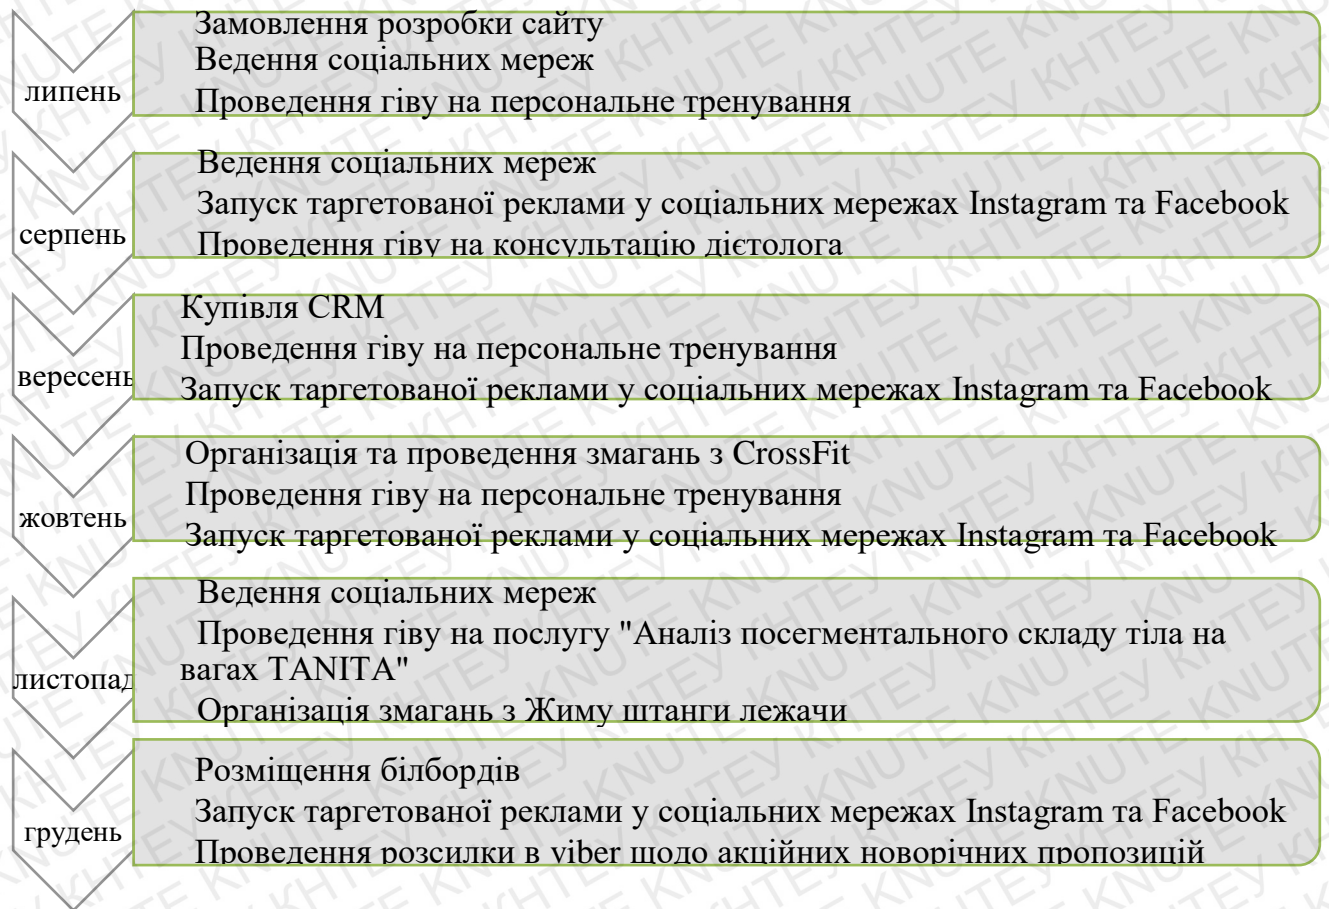 липень
Замовлення розробки сайту
Ведення соціальних мереж
Проведення гіву на персональне тренування
серпень
Ведення соціальних мереж
Запуск таргетованої реклами у соціальних мережах Instagram та Facebook
Проведення гіву на консультацію дієтолога
вересень
Купівля CRM
Проведення гіву на персональне тренування
Запуск таргетованої реклами у соціальних мережах Instagram та Facebook
жовтень
Організація та проведення змагань з CrossFit
Проведення гіву на персональне тренування
Запуск таргетованої реклами у соціальних мережах Instagram та Facebook
листопад
Ведення соціальних мереж
Проведення гіву на послугу "Аналіз посегментального складу тіла на
вагах TANITA"
Організація змагань з Жиму штанги лежачи
грудень
Розміщення білбордів
Запуск таргетованої реклами у соціальних мережах Instagram та Facebook
Проведення розсилки в viber щодо акційних новорічних пропозицій